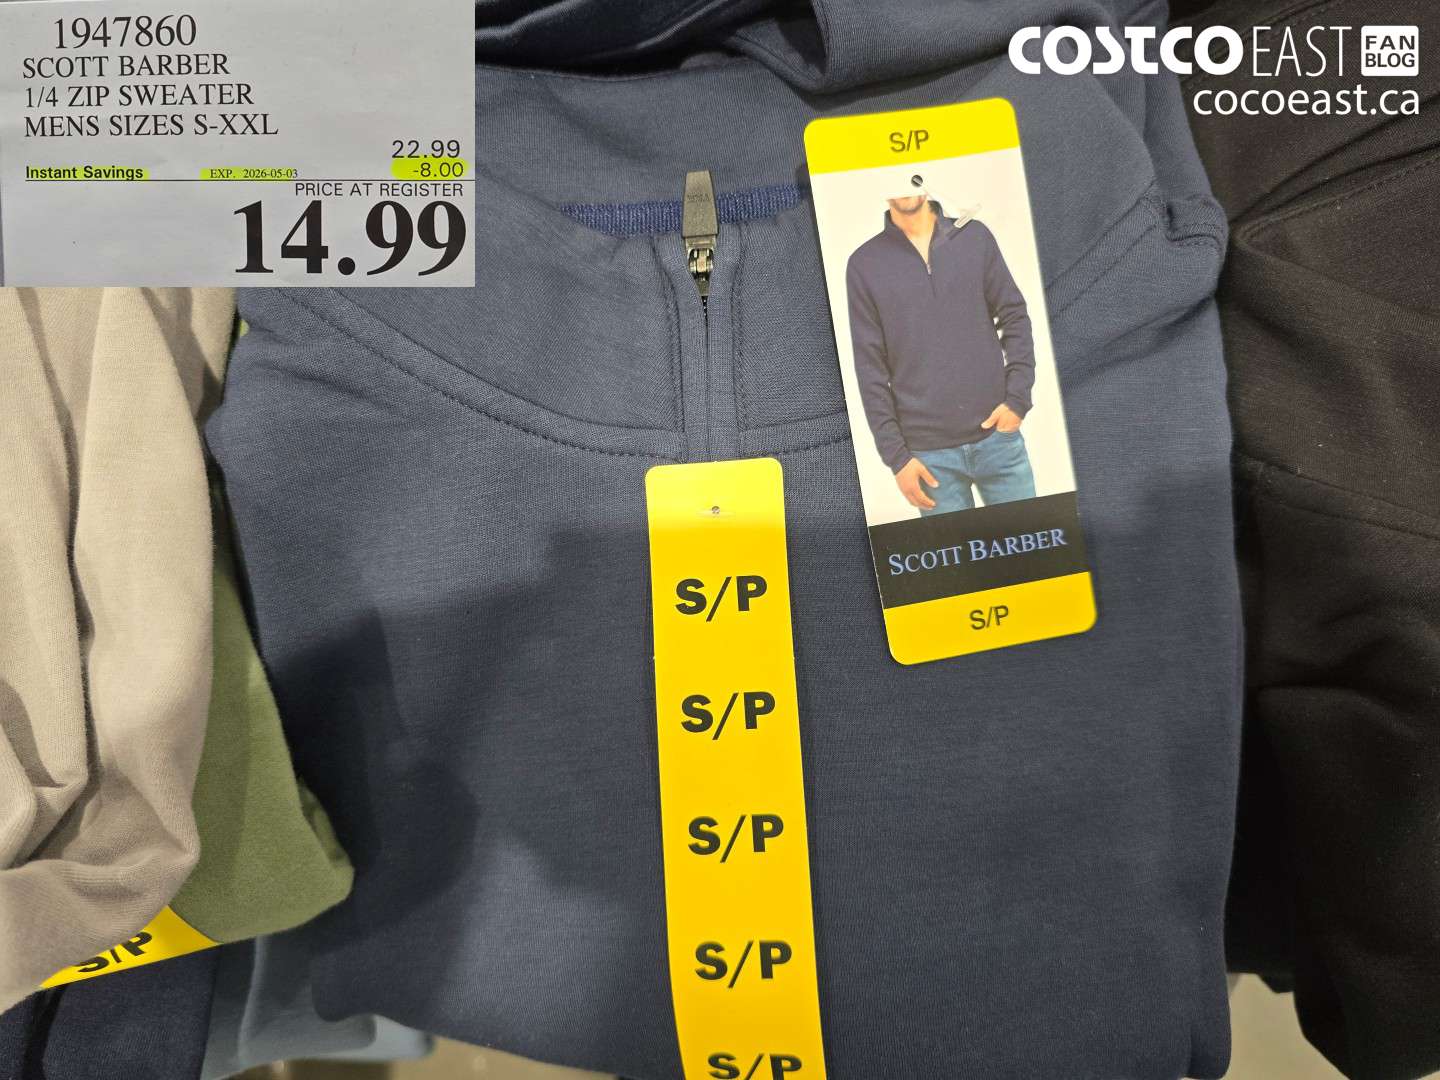 1947860
SCOTT BARBER
1/4 ZIP SWEATER
MENS SIZES S-XXL
22.99
Instant Savings EXP. 2026-05-03 -8.00
PRICE AT REGISTER
14.99
COSTCO EAST FAN BLOG
cocoeast.ca
S/P
SCOTT BARBER
S/P
S/P
S/P
S/P
S/P
S/P
S/P